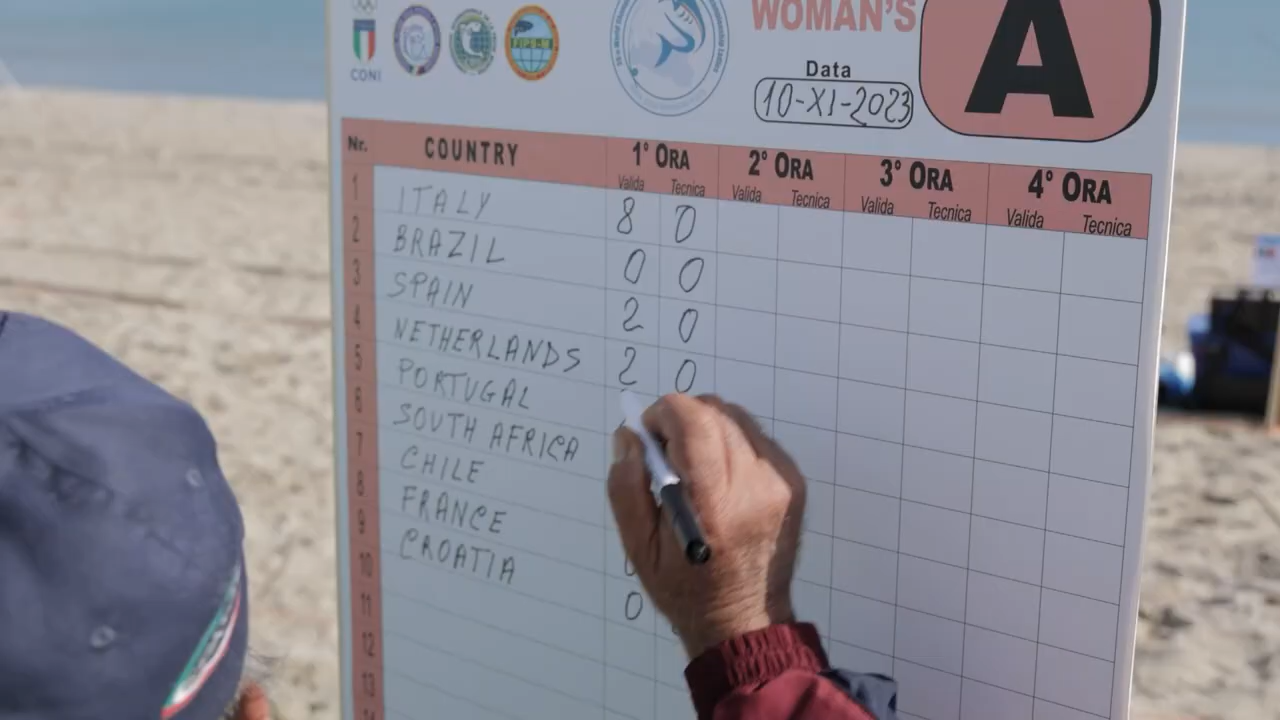 WOMAN'S
A
CONI
FIPS-M
Data
10-XI-2023
Nr. COUNTRY 1° ORA 2° ORA 3° ORA 4° ORA
Valida Tecnica Valida Tecnica Valida Tecnica Valida Tecnica
1 ITALY 8 0
2 BRAZIL 0 0
3 SPAIN 2 0
4 NETHERLANDS 2 0
5 PORTUGAL
6 SOUTH AFRICA
7 CHILE
8 FRANCE
9 CROATIA
10 0
11
12
13